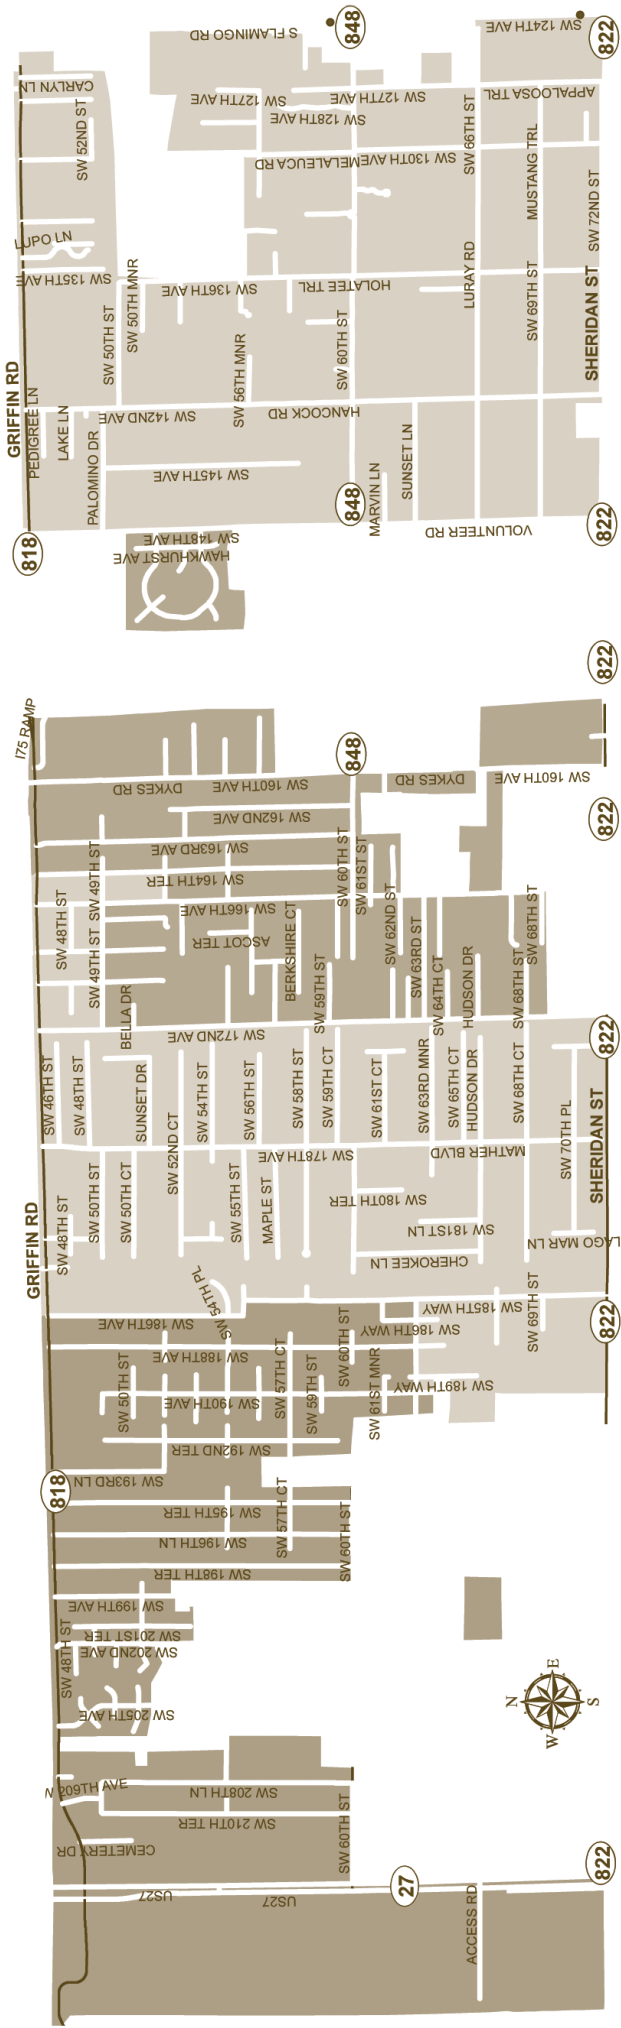 SW 124TH AVE
822
848
S FLAMINGO RD
CARLYN LN
SW 127TH AVE
SW 127TH AVE
APPALOOSA TRL
SW 128TH AVE
SW 52ND ST
SW 66TH ST
MUSTANG TRL
SW 130TH AVE
MELALEUCA RD
SW 72ND ST
LUPO LN
SW 135TH AVE
SW 50TH MNR
SW 136TH AVE
HOLATEE TRL
LURAY RD
SW 69TH ST
SHERIDAN ST
SW 50TH ST
SW 56TH MNR
SW 60TH ST
GRIFFIN RD
PEDIGREE LN
LAKE LN
PALOMINO DR
SW 142ND AVE
HANCOCK RD
SW 145TH AVE
SUNSET LN
MARVIN LN
848
818
SW 148TH AVE
HAWKHURST AVE
VOLUNTEER RD
822
822
I75 RAMP
848
DYKES RD
SW 160TH AVE
DYKES RD
SW 160TH AVE
822
SW 162ND AVE
SW 163RD AVE
SW 164TH TER
SW 49TH ST
SW 60TH ST
SW 61ST ST
SW 166TH AVE
SW 48TH ST
SW 49TH ST
ASCOT TER
BERKSHIRE CT
SW 62ND ST
SW 63RD ST
SW 68TH ST
SW 59TH ST
SW 64TH CT
HUDSON DR
SW 68TH ST
BELLA DR
SW 172ND AVE
822
SW 46TH ST
SW 48TH ST
SUNSET DR
SW 52ND CT
SW 54TH ST
SW 56TH ST
SW 58TH ST
SW 59TH CT
SW 61ST CT
SW 63RD MNR
SW 65TH CT
HUDSON DR
SW 68TH CT
SW 70TH PL
SHERIDAN ST
SW 178TH AVE
MATHER BLVD
GRIFFIN RD
SW 48TH ST
SW 50TH ST
SW 50TH CT
SW 55TH ST
MAPLE ST
SW 180TH TER
SW 181ST LN
CHEROKEE LN
LAGO MAR LN
SW 54TH PL
SW 186TH AVE
SW 185TH WAY
SW 186TH WAY
SW 69TH ST
822
SW 188TH AVE
SW 50TH ST
SW 57TH CT
SW 59TH ST
SW 60TH ST
SW 61ST MNR
SW 189TH WAY
SW 190TH AVE
SW 192ND TER
SW 193RD LN
818
SW 195TH TER
SW 57TH CT
SW 60TH ST
SW 196TH LN
SW 198TH TER
SW 199TH AVE
SW 201ST TER
SW 202ND AVE
SW 48TH ST
SW 205TH AVE
N
E
S
W
W 206TH AVE
SW 208TH LN
SW 210TH TER
SW 60TH ST
CEMETERY DR
822
27
US27
US27
ACCESS RD